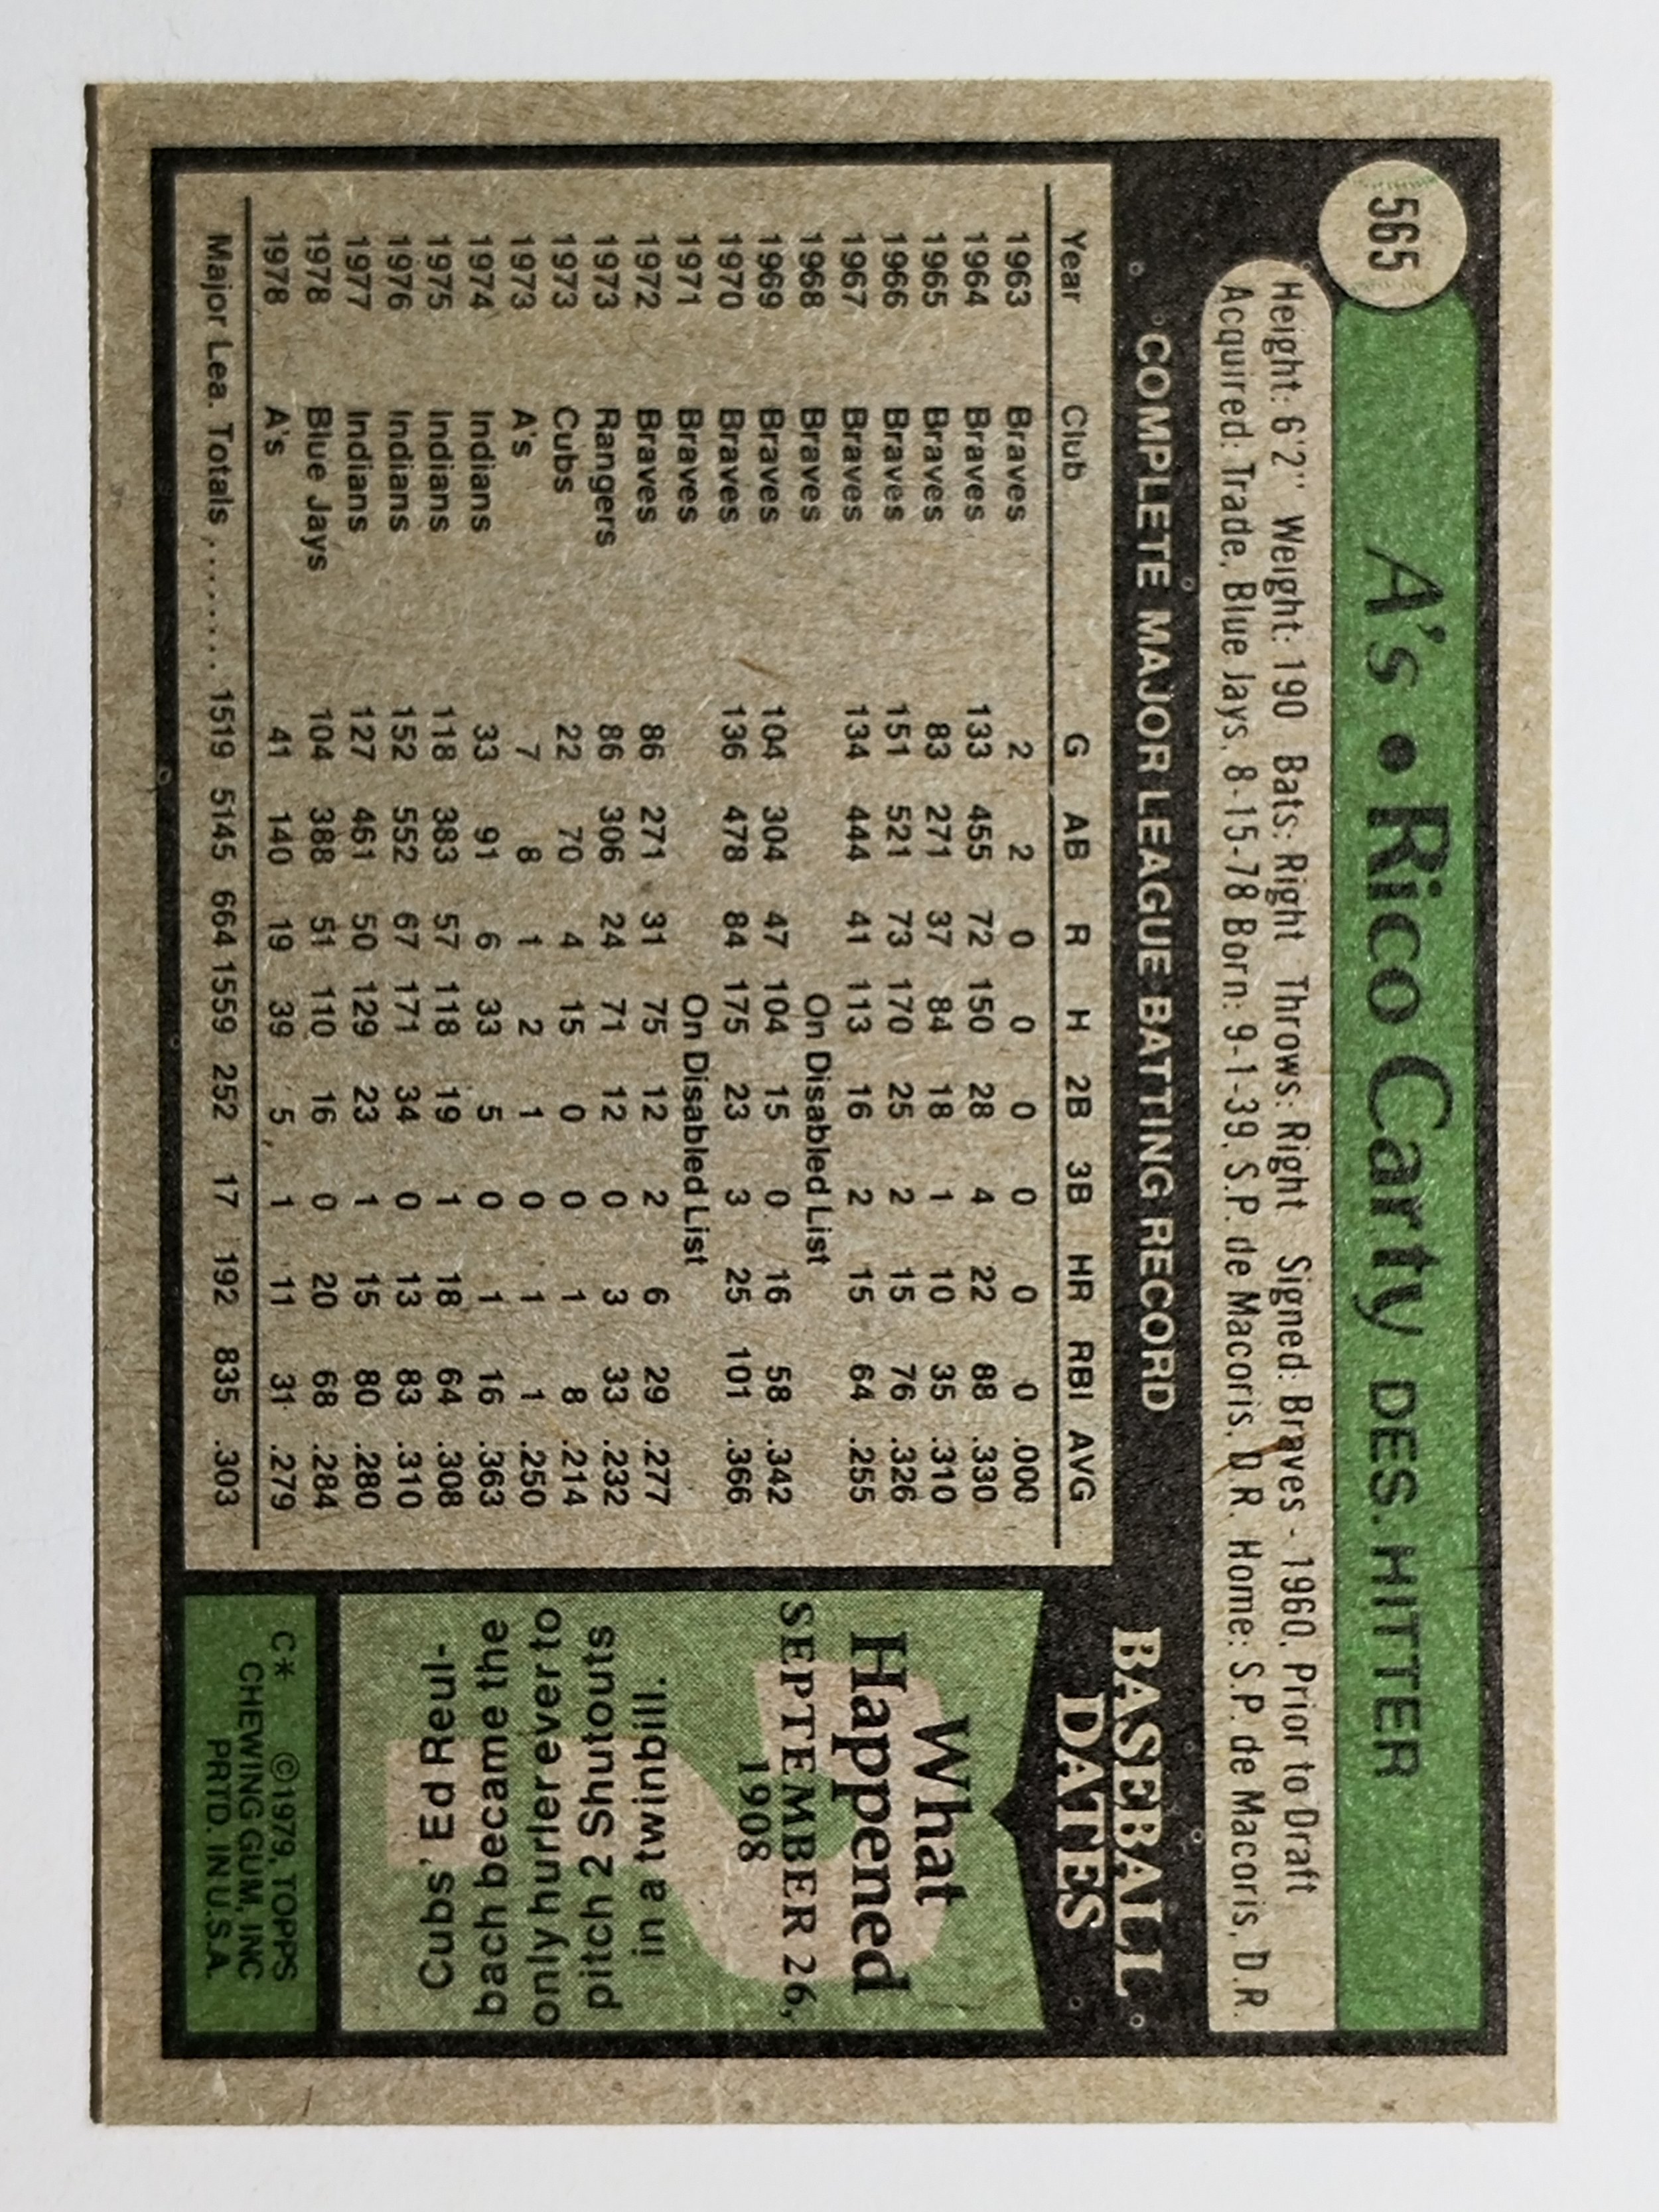 565
A's • Rico Carty DES. HITTER
Height: 6'2" Weight: 190 Bats: Right Throws: Right Signed: Braves - 1960, Prior to Draft
Acquired: Trade, Blue Jays, 8-15-78 Born: 9-1-39, S.P. de Macoris, D.R. Home: S.P. de Macoris, D.R.
COMPLETE MAJOR LEAGUE BATTING RECORD
Year Club G AB R H 2B 3B HR RBI AVG
1963 Braves 2 2 0 0 0 0 0 0 .000
1964 Braves 133 455 72 150 28 4 22 88 .330
1965 Braves 83 271 37 84 18 1 10 35 .310
1966 Braves 151 521 73 170 25 2 15 76 .326
1967 Braves 134 444 41 113 16 2 15 64 .255
1968 Braves On Disabled List
1969 Braves 104 304 47 104 15 0 16 58 .342
1970 Braves 136 478 84 175 23 3 25 101 .366
1971 Braves On Disabled List
1972 Braves 86 271 31 75 12 2 6 29 .277
1973 Rangers 86 306 24 71 12 0 3 33 .232
1973 Cubs 22 70 4 15 0 0 1 8 .214
1973 A's 7 8 1 2 1 0 1 1 .250
1974 Indians 33 91 6 33 5 0 1 16 .363
1975 Indians 118 383 57 118 19 1 18 64 .308
1976 Indians 152 552 67 171 34 0 13 83 .310
1977 Indians 127 461 50 129 23 1 15 80 .280
1978 Blue Jays 104 388 51 110 16 0 20 68 .284
1978 A's 41 140 19 39 5 1 11 31 .279
Major Lea. Totals ......... 1519 5145 664 1559 252 17 192 835 .303
BASEBALL
DATES
What
Happened
SEPTEMBER 26,
1908
Cubs' Ed Reul-
bach became the
only hurler ever to
pitch 2 Shutouts
in a twinbill.
C* ©1979, TOPPS
CHEWING GUM, INC
PRTD. IN U.S.A.